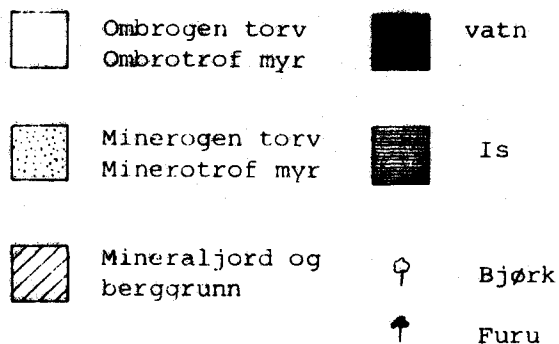 Ombrogen torv
Ombrotrof myr
vatn
Minerogen torv
Minerotrof myr
Is
Mineraljord og
berggrunn
Bjørk
Furu